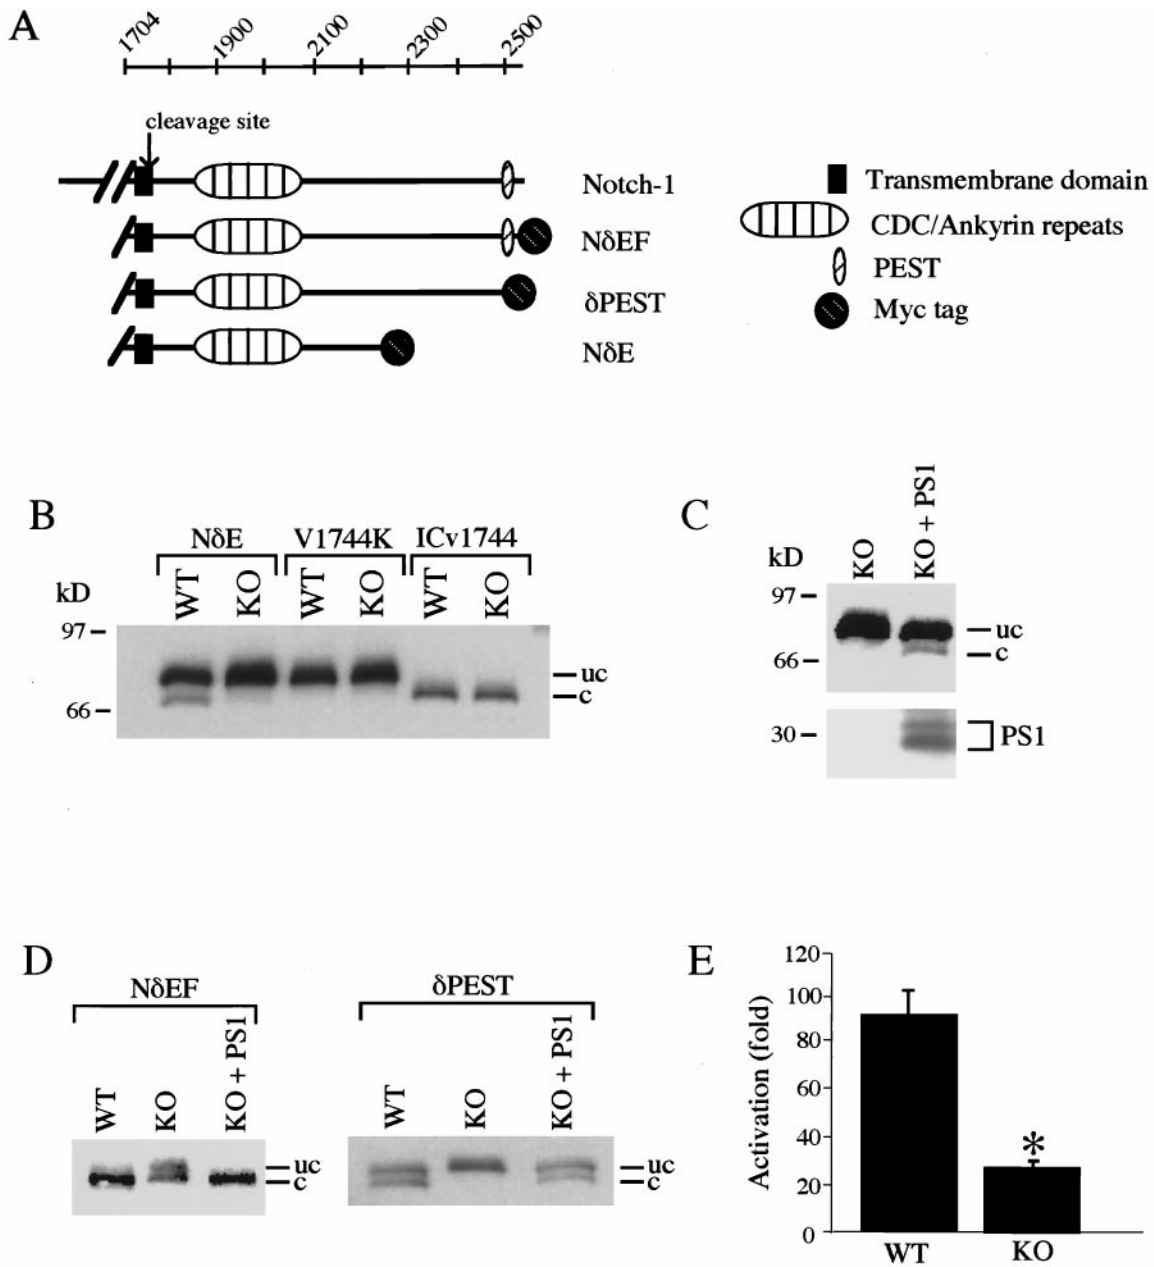 A
1704 1900 2100 2300 2500
cleavage site
Notch-1
NδEF
δPEST
NδE
Transmembrane domain
CDC/Ankyrin repeats
PEST
Myc tag
B
NδE V1744K ICv1744
kD WT KO WT KO WT KO
97
66
uc
c
C
kD KO KO + PS1
97
66
uc
c
30
PS1
D
NδEF
WT KO KO + PS1
uc
c
δPEST
WT KO KO + PS1
uc
c
E
Activation (fold)
120
100
80
60
40
20
0
*
WT KO